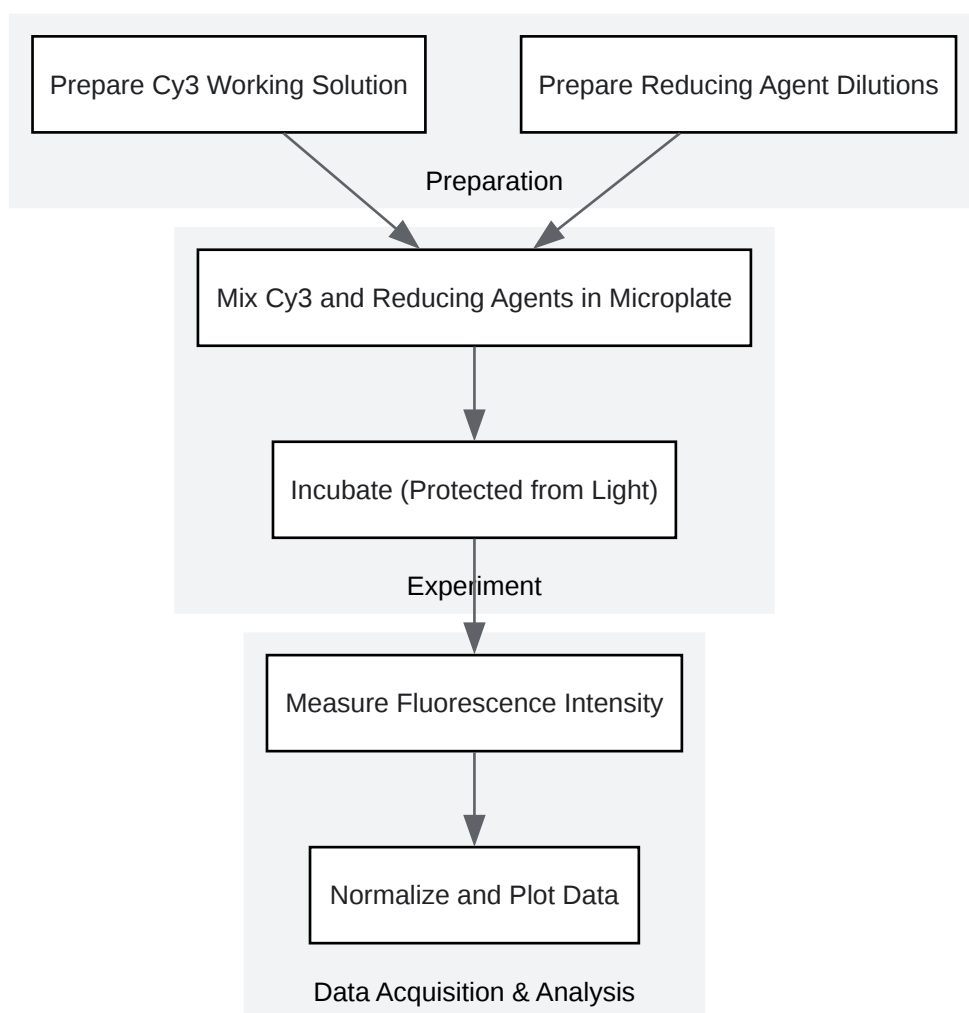 Prepare Cy3 Working Solution
Prepare Reducing Agent Dilutions
Preparation
Mix Cy3 and Reducing Agents in Microplate
Incubate (Protected from Light)
Experiment
Measure Fluorescence Intensity
Normalize and Plot Data
Data Acquisition & Analysis